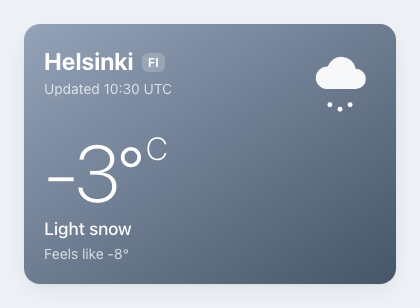 Helsinki FI
Updated 10:30 UTC
-3°C
Light snow
Feels like -8°